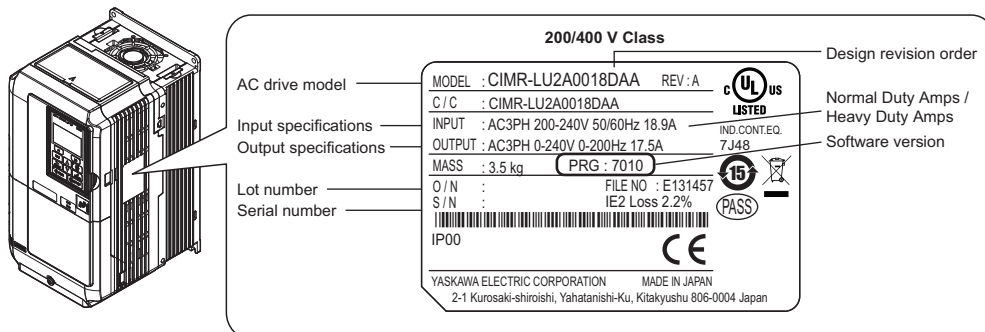 200/400 V Class
Design revision order
AC drive model
MODEL : CIMR-LU2A0018DAA REV : A
C / C : CIMR-LU2A0018DAA
Input specifications
INPUT : AC3PH 200-240V 50/60Hz 18.9A
Normal Duty Amps /
Heavy Duty Amps
Output specifications
OUTPUT : AC3PH 0-240V 0-200Hz 17.5A
Software version
MASS : 3.5 kg PRG : 7010
Lot number
O / N : FILE NO : E131457
Serial number
S / N : IE2 Loss 2.2%
IP00
CE
YASKAWA ELECTRIC CORPORATION MADE IN JAPAN
2-1 Kurosaki-shiroishi, Yahatanishi-Ku, Kitakyushu 806-0004 Japan
C UL US
LISTED
IND.CONT.EQ.
7J48
15
PASS